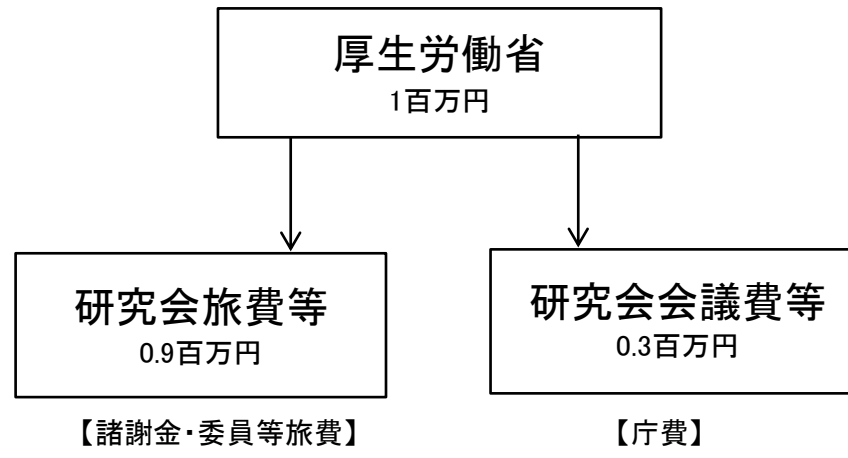 厚生労働省
1百万円
研究会旅費等
0.9百万円
研究会会議費等
0.3百万円
【諸謝金・委員等旅費】
【庁費】